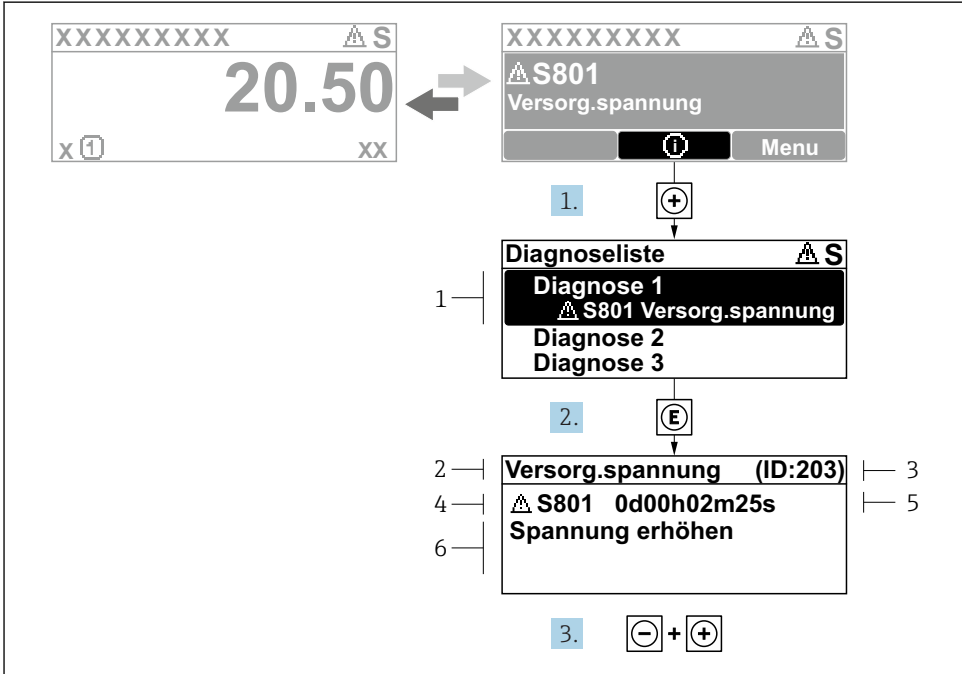 XXXXXXXXX ⚠ S
20.50
x 1 XX
XXXXXXXXX ⚠ S
⚠ S801
Versorg.spannung
i Menu
1. +
Diagnoseliste ⚠ S
1
Diagnose 1
⚠ S801 Versorg.spannung
Diagnose 2
Diagnose 3
2. E
2 Versorg.spannung (ID:203) 3
4 ⚠ S801 0d00h02m25s 5
6 Spannung erhöhen
3. - + +